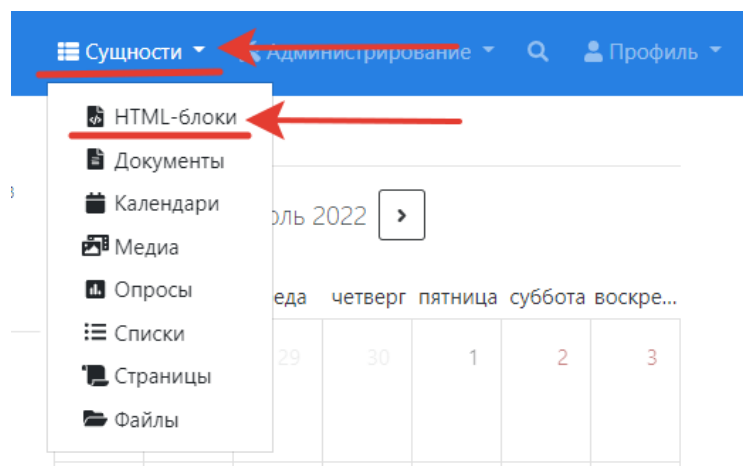 Сущности Администрирование Профиль
HTML-блоки
Документы
в
Календари
оль 2022
Медиа
Опросы
еда четверг пятница суббота воскре...
Списки
29 30 1 2 3
Страницы
Файлы